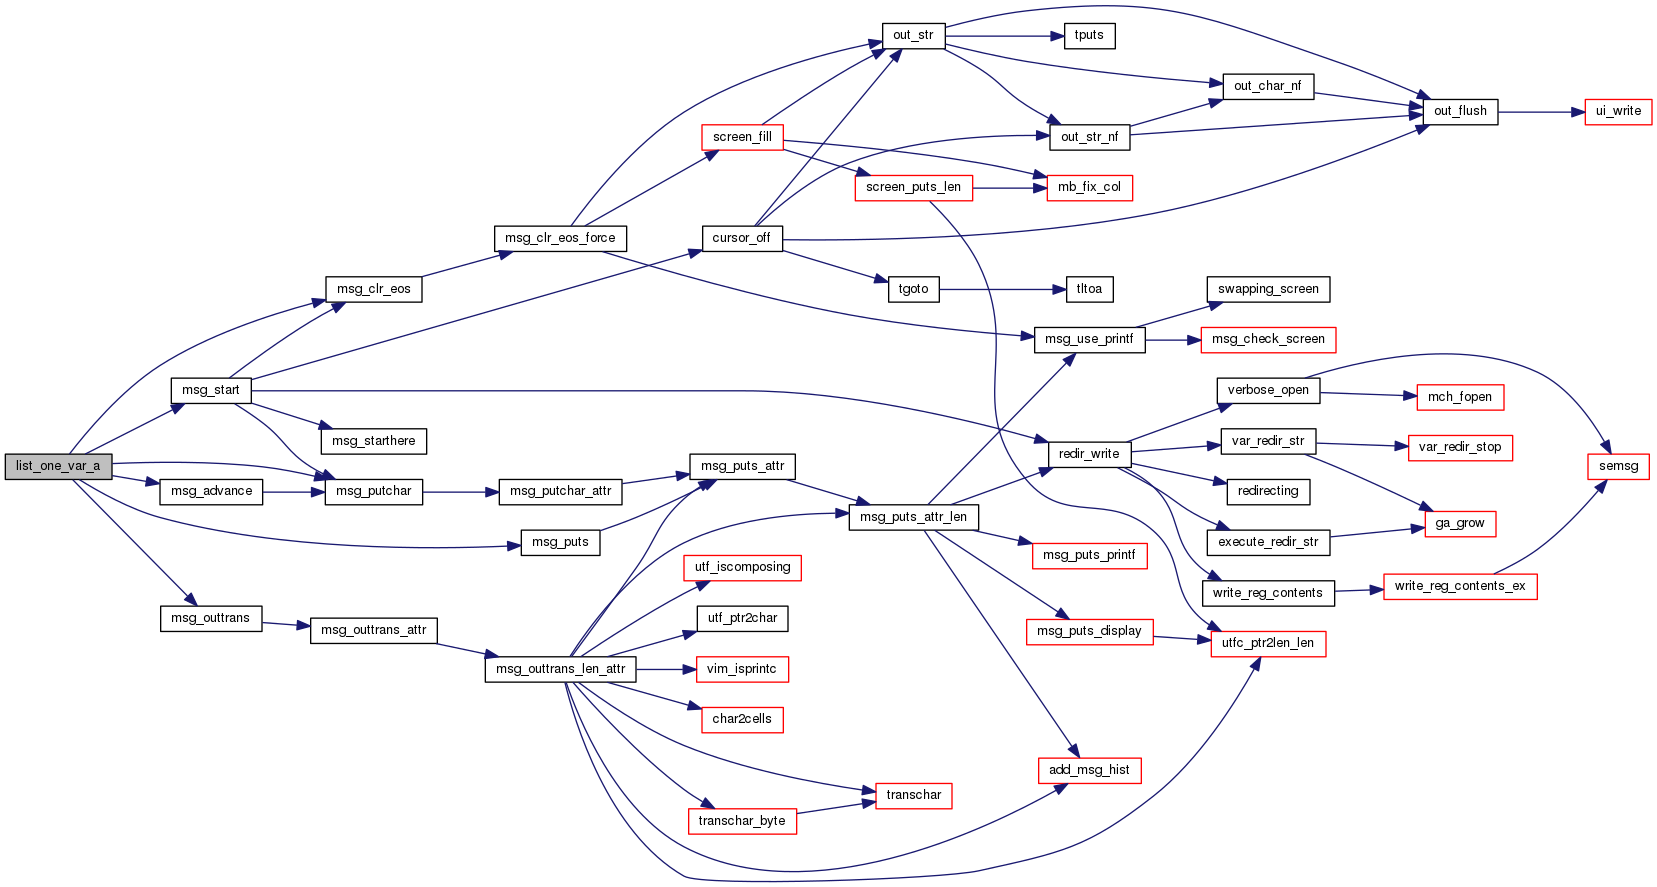 out_str
tputs
out_char_nf
out_flush
ui_write
screen_fill
out_str_nf
screen_puts_len
mb_fix_col
msg_clr_eos_force
cursor_off
msg_clr_eos
tgoto
tltoa
swapping_screen
msg_use_printf
msg_check_screen
msg_start
verbose_open
mch_fopen
msg_starthere
redir_write
var_redir_str
var_redir_stop
list_one_var_a
msg_puts_attr
semsg
msg_advance
msg_putchar
msg_putchar_attr
redirecting
msg_puts_attr_len
ga_grow
msg_puts
execute_redir_str
msg_puts_printf
utf_iscomposing
write_reg_contents
write_reg_contents_ex
msg_outtrans
utf_ptr2char
msg_outtrans_attr
msg_puts_display
utfc_ptr2len_len
msg_outtrans_len_attr
vim_isprintc
char2cells
add_msg_hist
transchar
transchar_byte